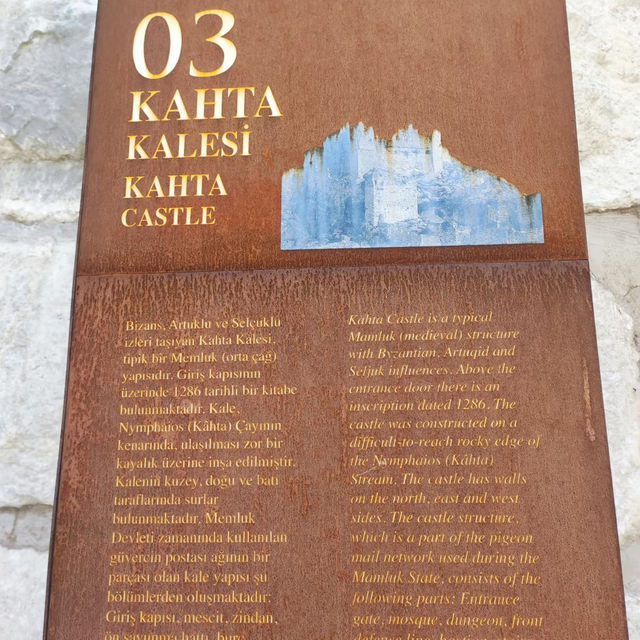 03
KAHTA
KALESİ
KAHTA
CASTLE
Bizans, Artuklu ve Selçuklu
izleri taşıyan Kahta Kalesi,
tipik bir Memluk (orta çağ)
yapısıdır. Giriş kapısının
üzerinde 1286 tarihli bir kitabe
bulunmaktadır. Kale,
Nymphaios (Kâhta) Çayının
kenarında, ulaşılması zor bir
kayalık üzerine inşa edilmiştir.
Kalenin kuzey, doğu ve batı
taraflarında surlar
bulunmaktadır. Memluk
Devleti zamanında kullanılan
güvercin postası ağının bir
parçası olan kale yapısı şu
bölümlerden oluşmaktadır:
Giriş kapısı, mescit, zindan,
ön savunma hattı, burç
Kahta Castle is a typical
Mamluk (medieval) structure
with Byzantian, Artuqid and
Seljuk influences. Above the
entrance door there is an
inscription dated 1286. The
castle was constructed on a
difficult-to-reach rocky edge of
the Nymphaios (Kâhta)
Stream. The castle has walls
on the north, east and west
sides. The castle structure,
which is a part of the pigeon
mail network used during the
Mamluk State, consists of the
following parts: Entrance
gate, mosque, dungeon, front
defense line,